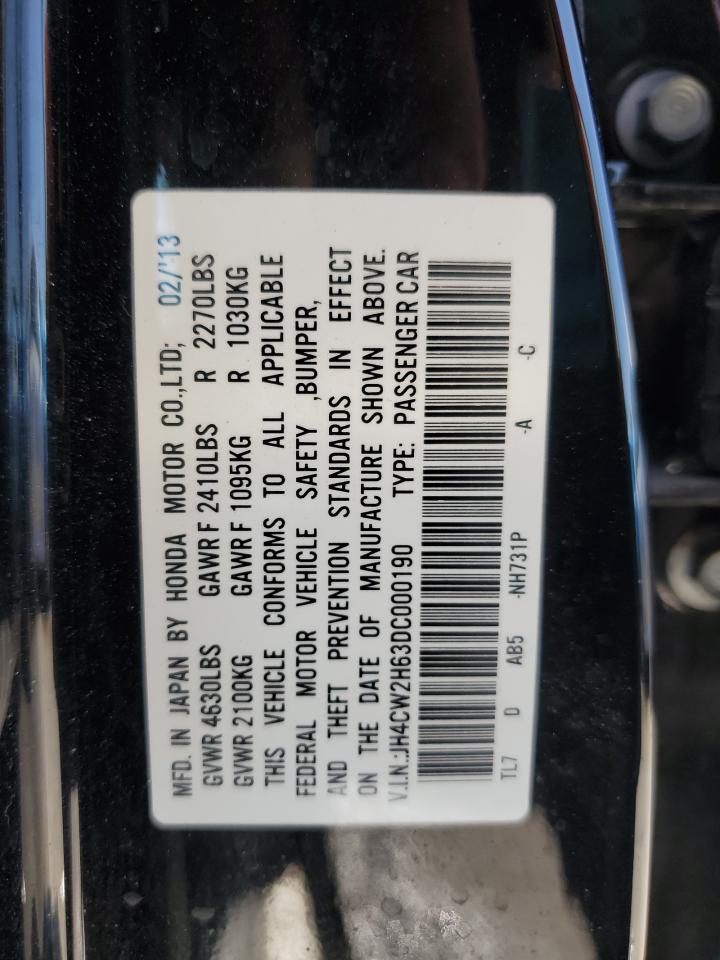 MFD. IN JAPAN BY HONDA MOTOR CO.,LTD; 02/'13
GVWR 4630LBS GAWR F 2410LBS R 2270LBS
GVWR 2100KG GAWR F 1095KG R 1030KG
THIS VEHICLE CONFORMS TO ALL APPLICABLE
FEDERAL MOTOR VEHICLE SAFETY ,BUMPER,
AND THEFT PREVENTION STANDARDS IN EFFECT
ON THE DATE OF MANUFACTURE SHOWN ABOVE.
V.I.N.:JH4CW2H63DC000190 TYPE: PASSENGER CAR
TL7 D AB5 -NH731P -A -C